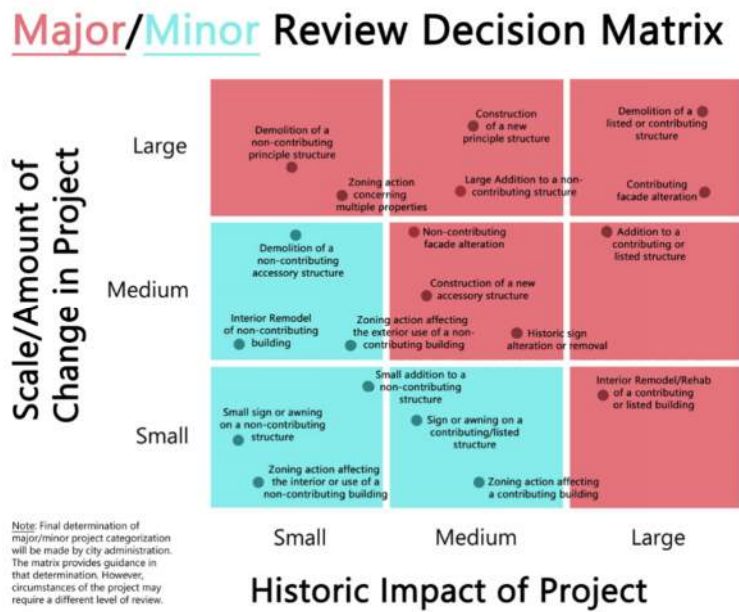 Major/Minor Review Decision Matrix
Scale/Amount of
Change in Project
Large
Demolition of a
non-contributing
principle structure
Zoning action
concerning
multiple properties
Construction
of a new
principle structure
Large Addition to a non-
contributing structure
Demolition of a
listed or contributing
structure
Contributing
facade alteration
Medium
Demolition of a
non-contributing
accessory structure
Interior Remodel
of non-contributing
building
Zoning action affecting
the exterior use of a non-
contributing building
Non-contributing
facade alteration
Construction of a new
accessory structure
Historic sign
alteration or removal
Addition to a
contributing or
listed structure
Small
Small addition to a
non-contributing
structure
Small sign or awning
on a non-contributing
structure
Zoning action affecting
the interior or use of a
non-contributing building
Sign or awning on a
contributing/listed
structure
Zoning action affecting
a contributing building
Interior Remodel/Rehab
of a contributing
or listed building
Small
Medium
Large
Historic Impact of Project
Note: Final determination of
major/minor project categorization
will be made by city administration.
The matrix provides guidance in
that determination. However,
circumstances of the project may
require a different level of review.